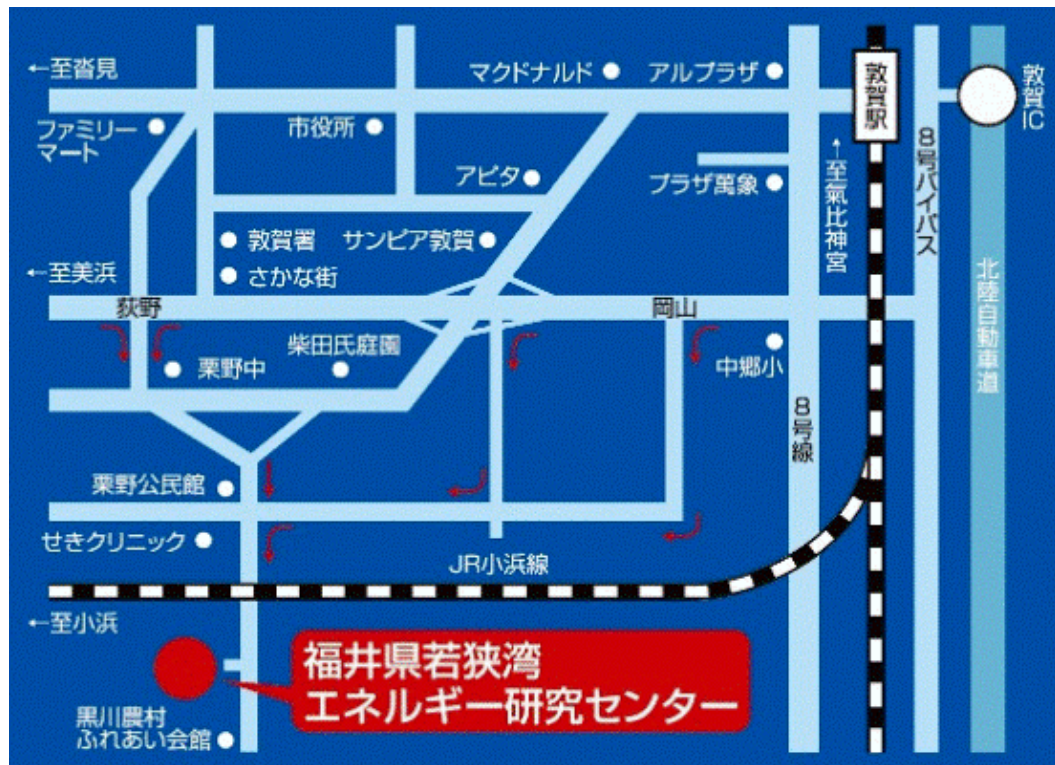 ←至沓見
マクドナルド
アルプラザ
敦賀駅
敦賀IC
ファミリー
マート
市役所
8号バイパス
アピタ
プラザ萬象
←至氣比神宮
敦賀署
サンピア敦賀
←至美浜
さかな街
北陸自動車道
荻野
岡山
柴田氏庭園
栗野中
中郷小
8号線
栗野公民館
せきクリニック
JR小浜線
←至小浜
福井県若狭湾
エネルギー研究センター
黒川農村
ふれあい会館